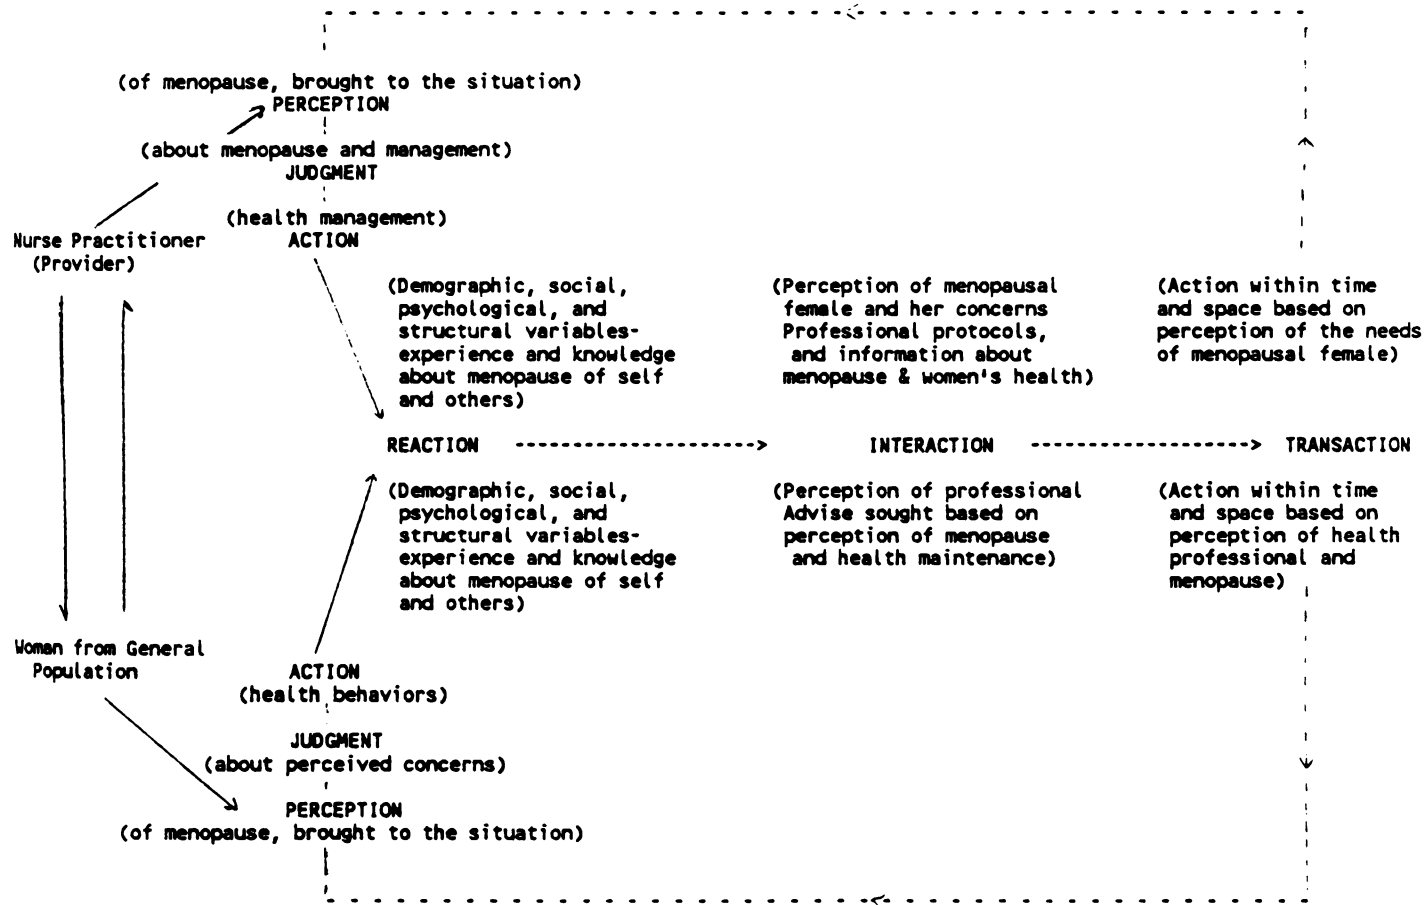 (of menopause, brought to the situation)
PERCEPTION
(about menopause and management)
JUDGMENT
(health management)
ACTION
Nurse Practitioner
(Provider)
(Demographic, social,
psychological, and
structural variables-
experience and knowledge
about menopause of self
and others)
(Perception of menopausal
female and her concerns
Professional protocols,
and information about
menopause & women's health)
(Action within time
and space based on
perception of the needs
of menopausal female)
REACTION
INTERACTION
TRANSACTION
(Demographic, social,
psychological, and
structural variables-
experience and knowledge
about menopause of self
and others)
(Perception of professional
Advise sought based on
perception of menopause
and health maintenance)
(Action within time
and space based on
perception of health
professional and
menopause)
Woman from General
Population
ACTION
(health behaviors)
JUDGMENT
(about perceived concerns)
PERCEPTION
(of menopause, brought to the situation)